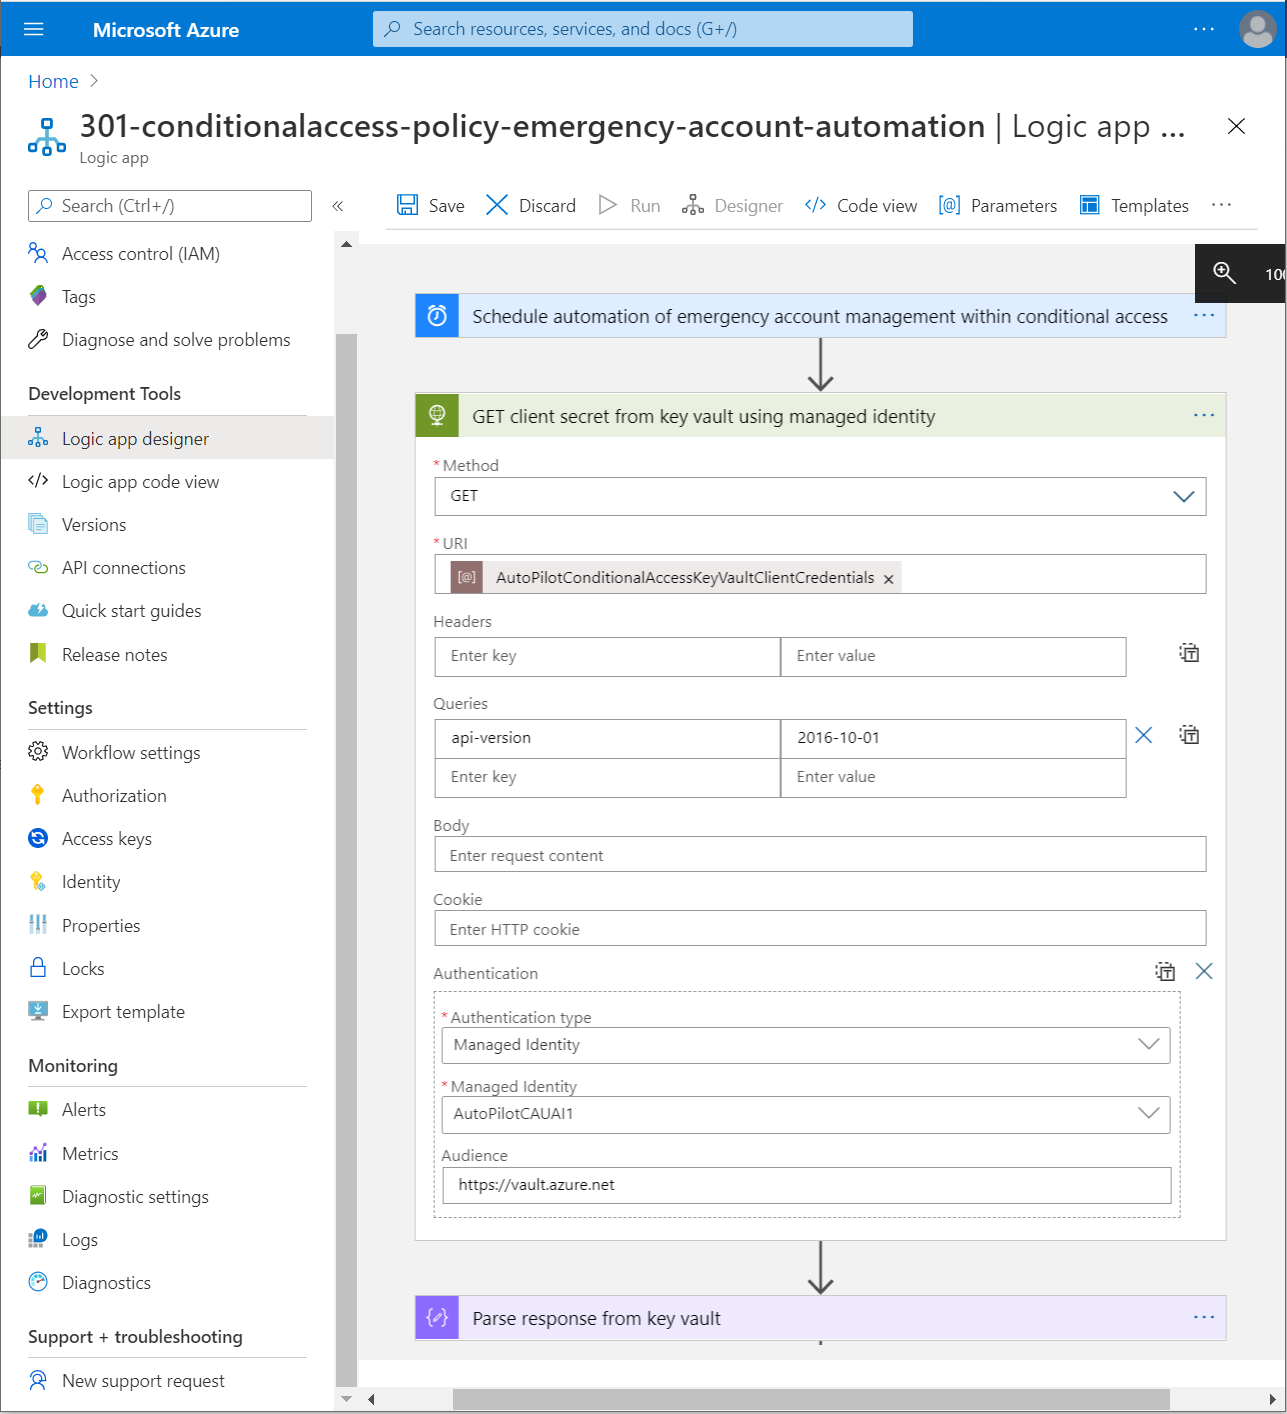 Microsoft Azure
Search resources, services, and docs (G+/)
Home
301-conditionalaccess-policy-emergency-account-automation | Logic app ...
Logic app
Search (Ctrl+/)
Save
Discard
Run
Designer
Code view
Parameters
Templates
Access control (IAM)
Tags
Diagnose and solve problems
Development Tools
Logic app designer
Logic app code view
Versions
API connections
Quick start guides
Release notes
Settings
Workflow settings
Authorization
Access keys
Identity
Properties
Locks
Export template
Monitoring
Alerts
Metrics
Diagnostic settings
Logs
Diagnostics
Support + troubleshooting
New support request
Schedule automation of emergency account management within conditional access
GET client secret from key vault using managed identity
* Method
GET
* URI
[@] AutoPilotConditionalAccessKeyVaultClientCredentials ×
Headers
Enter key
Enter value
Queries
api-version
2016-10-01
Enter key
Enter value
Body
Enter request content
Cookie
Enter HTTP cookie
Authentication
* Authentication type
Managed Identity
* Managed Identity
AutoPilotCAUAI1
Audience
https://vault.azure.net
Parse response from key vault